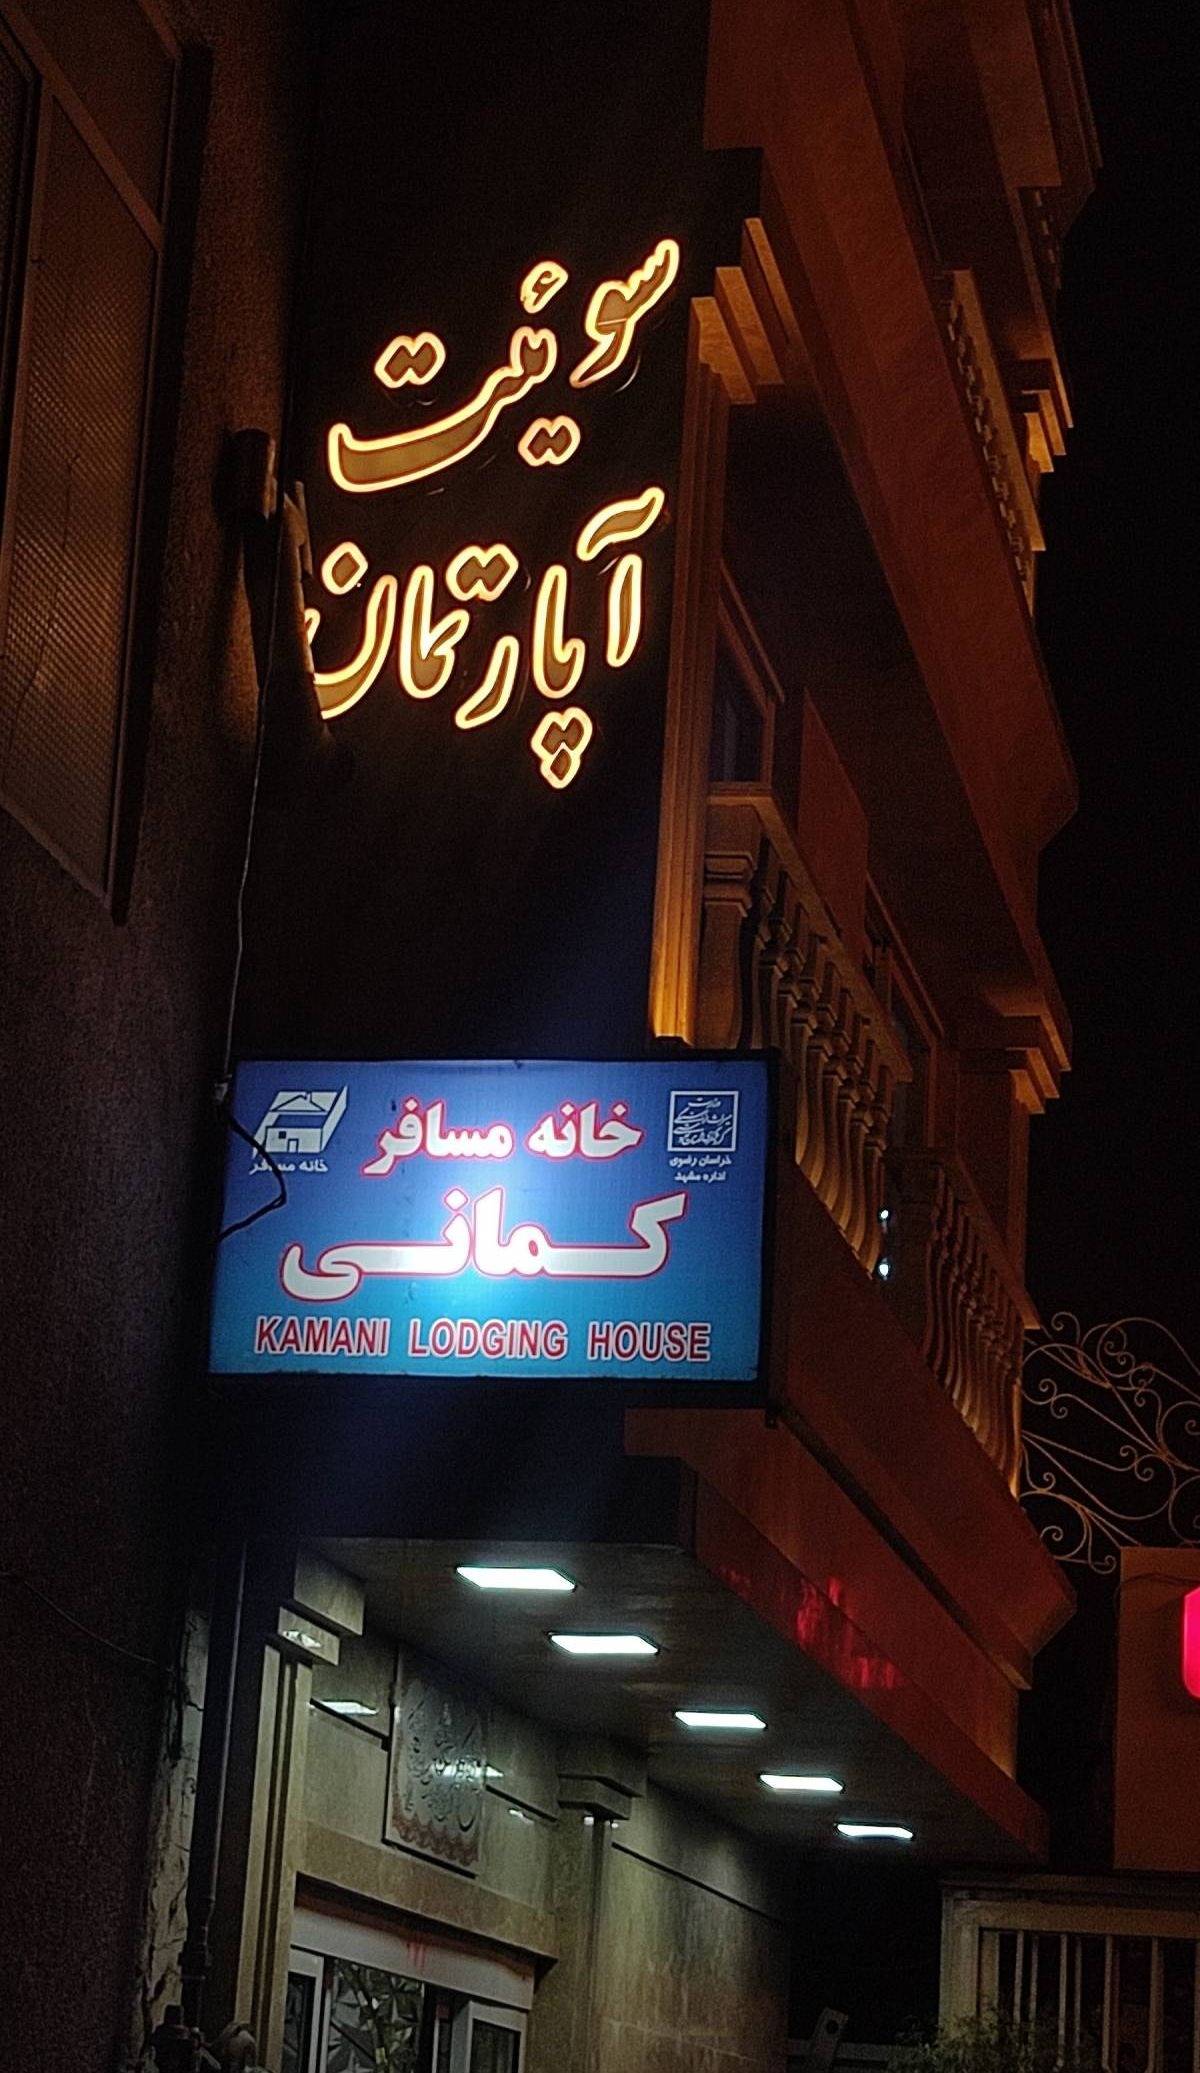 سوئیت
آپارتمان
خانه مسافر
خانه مسافر
خراسان رضوی
اداره مشهد
کمانی
KAMANI LODGING HOUSE